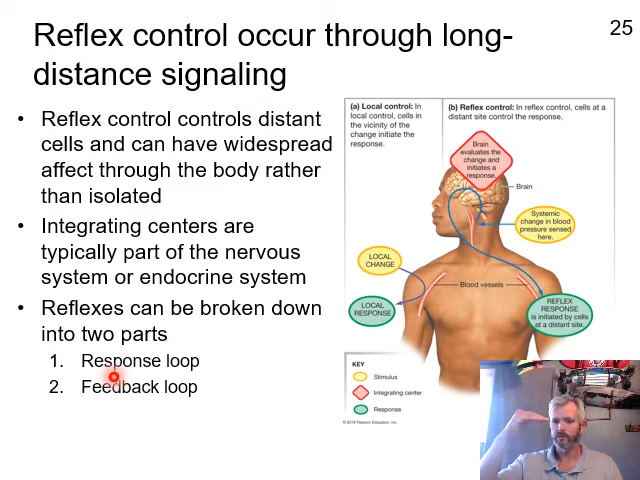 Reflex control occur through long-
distance signaling
25
• Reflex control controls distant
cells and can have widespread
affect through the body rather
than isolated
• Integrating centers are
typically part of the nervous
system or endocrine system
• Reflexes can be broken down
into two parts
1. Response loop
2. Feedback loop
(a) Local control: In
local control, cells in
the vicinity of the
change initiate the
response.
(b) Reflex control: In reflex control, cells at a
distant site control the response.
Brain
evaluates the
change and
initiates a
response.
Brain
Systemic
change in blood
pressure sensed
here.
LOCAL
CHANGE
Blood vessels
LOCAL
RESPONSE
REFLEX
RESPONSE
is initiated by cells
at a distant site.
KEY
Stimulus
Integrating center
Response
© 2019 Pearson Education, Inc.